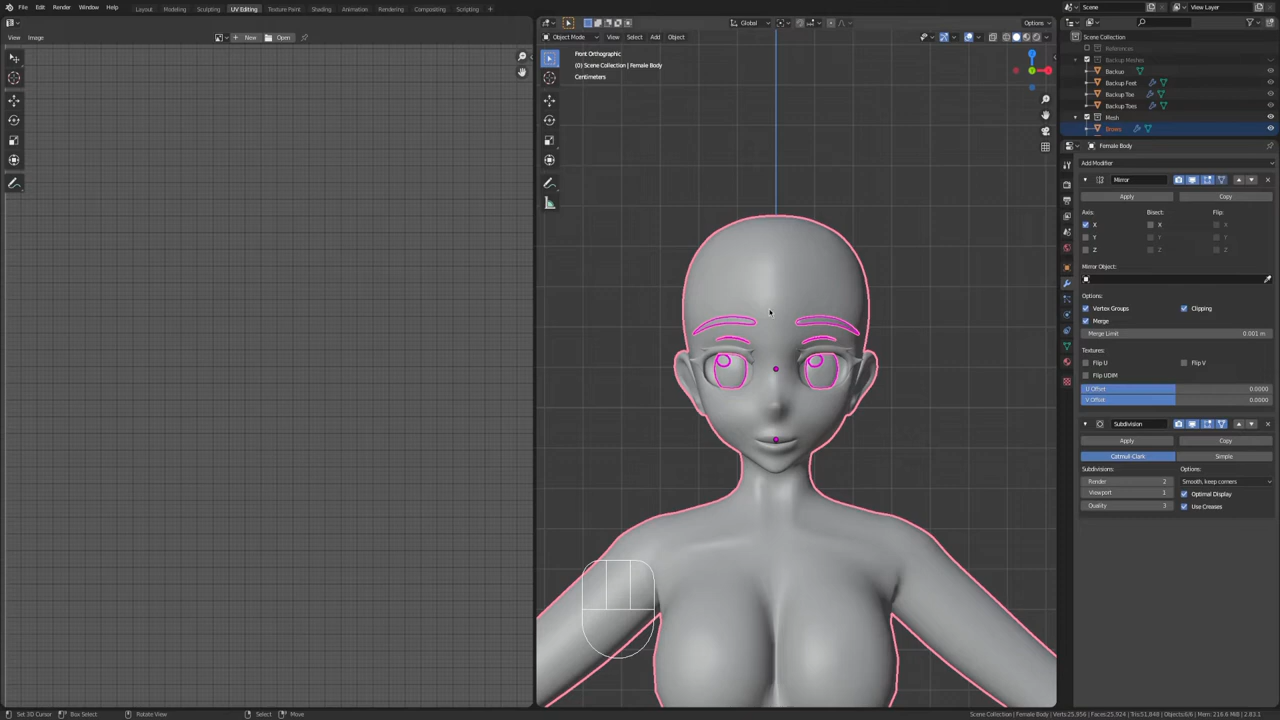 File Edit Render Window Help Layout Modeling Sculpting UV Editing Texture Paint Shading Animation Rendering Compositing Scripting Scene View Layer
View Image New Open Global Options
Object Mode View Select Add Object
Front Orthographic
(0) Scene Collection | Female Body
Centimeters
Scene Collection
References
Backup Meshes
Backup
Backup Feet
Backup Toe
Backup Toes
Mesh
Brows
Female Body
Add Modifier
Mirror
Apply Copy
Axis: Bisect: Flip:
X X X
Y Y Y
Z Z Z
Mirror Object:
Options:
Vertex Groups Clipping
Merge
Merge Limit 0.001 m
Textures:
Flip U Flip V
Flip UDIM
U Offset 0.0000
V Offset 0.0000
Subdivision
Apply Copy
Catmull-Clark Simple
Subdivisions: Options:
Render 2 Smooth, keep corners
Viewport 1 Optimal Display
Quality 3 Use Creases
Set 3D Cursor Box Select Rotate View Select Move Scene Collection | Female Body | Verts:25,956 | Faces:25,924 | Tris:51,848 | Objects:6/6 | Mem: 218.6 MiB | 2.83.1